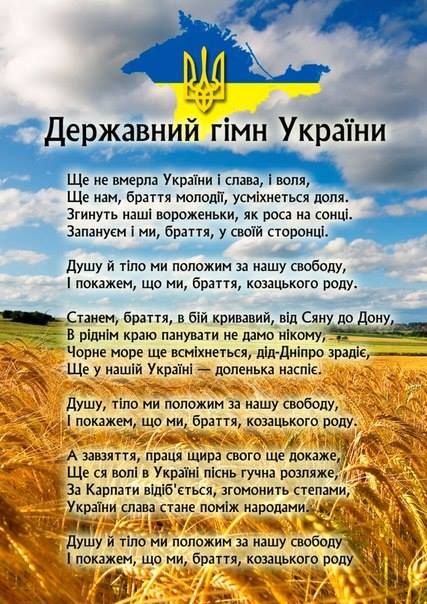 Державний гімн України
Ще не вмерла України і слава, і воля,
Ще нам, браття молодії, усміхнеться доля.
Згинуть наші вороженьки, як роса на сонці.
Запануєм і ми, браття, у своїй сторонці.
Душу й тіло ми положим за нашу свободу,
І покажем, що ми, браття, козацького роду.
Станем, браття, в бій кривавий, від Сяну до Дону,
В ріднім краю панувати не дамо нікому,
Чорне море ще всміхнеться, дід-Дніпро зрадіє,
Ще у нашій Україні — доленька наспіє.
Душу, тіло ми положим за нашу свободу,
І покажем, що ми, браття, козацького роду.
А завзяття, праця щира свого ще докаже,
Ще ся волі в Україні піснь гучна розляже,
За Карпати відіб'ється, згомонить степами,
України слава стане поміж народами.
Душу й тіло ми положим за нашу свободу
І покажем, що ми, браття, козацького роду